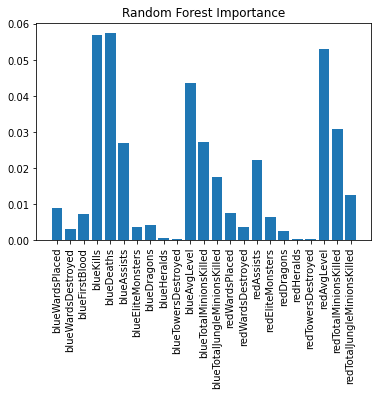 Random Forest Importance
0.06
0.05
0.04
0.03
0.02
0.01
0.00
blueWardsPlaced
blueWardsDestroyed
blueFirstBlood
blueKills
blueDeaths
blueAssists
blueEliteMonsters
blueDragons
blueHeralds
blueTowersDestroyed
blueAvgLevel
blueTotalMinionsKilled
blueTotalJungleMinionsKilled
redWardsPlaced
redWardsDestroyed
redAssists
redEliteMonsters
redDragons
redHeralds
redTowersDestroyed
redAvgLevel
redTotalMinionsKilled
redTotalJungleMinionsKilled